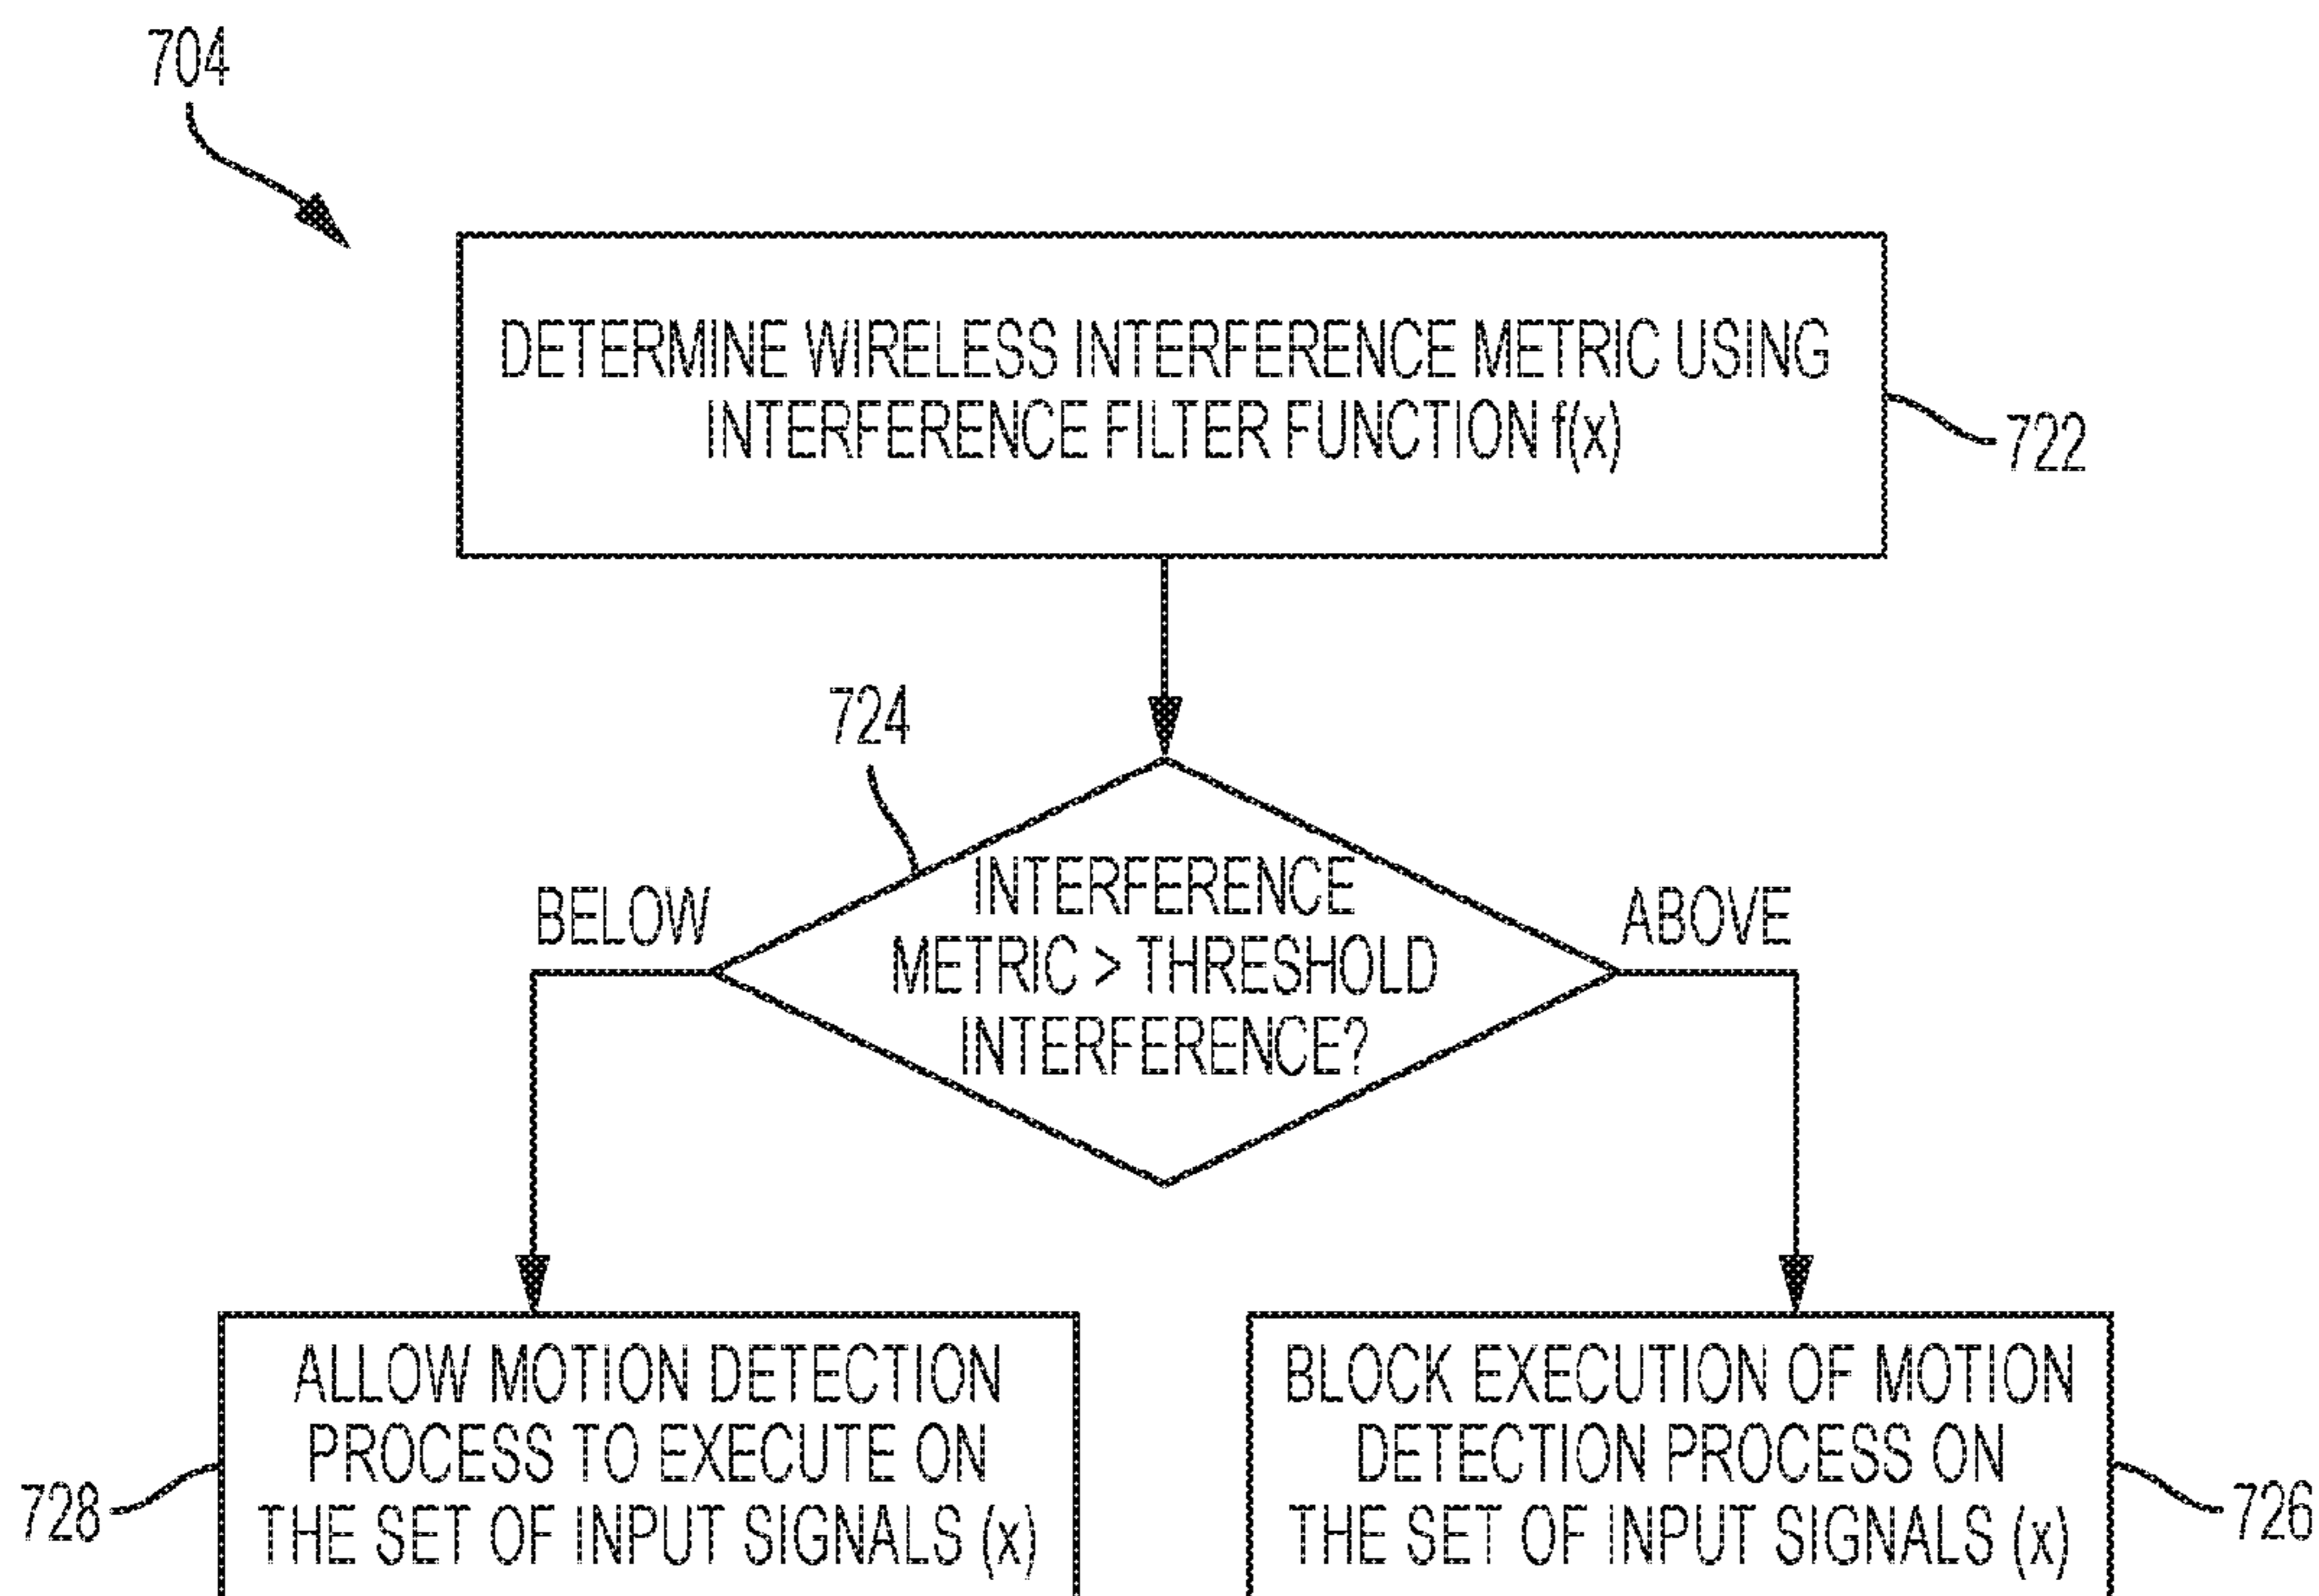 704
DETERMINE WIRELESS INTERFERENCE METRIC USING
INTERFERENCE FILTER FUNCTION f(x)
722
724
INTERFERENCE
METRIC > THRESHOLD
INTERFERENCE?
BELOW
ABOVE
ALLOW MOTION DETECTION
PROCESS TO EXECUTE ON
THE SET OF INPUT SIGNALS (x)
728
BLOCK EXECUTION OF MOTION
DETECTION PROCESS ON
THE SET OF INPUT SIGNALS (x)
726